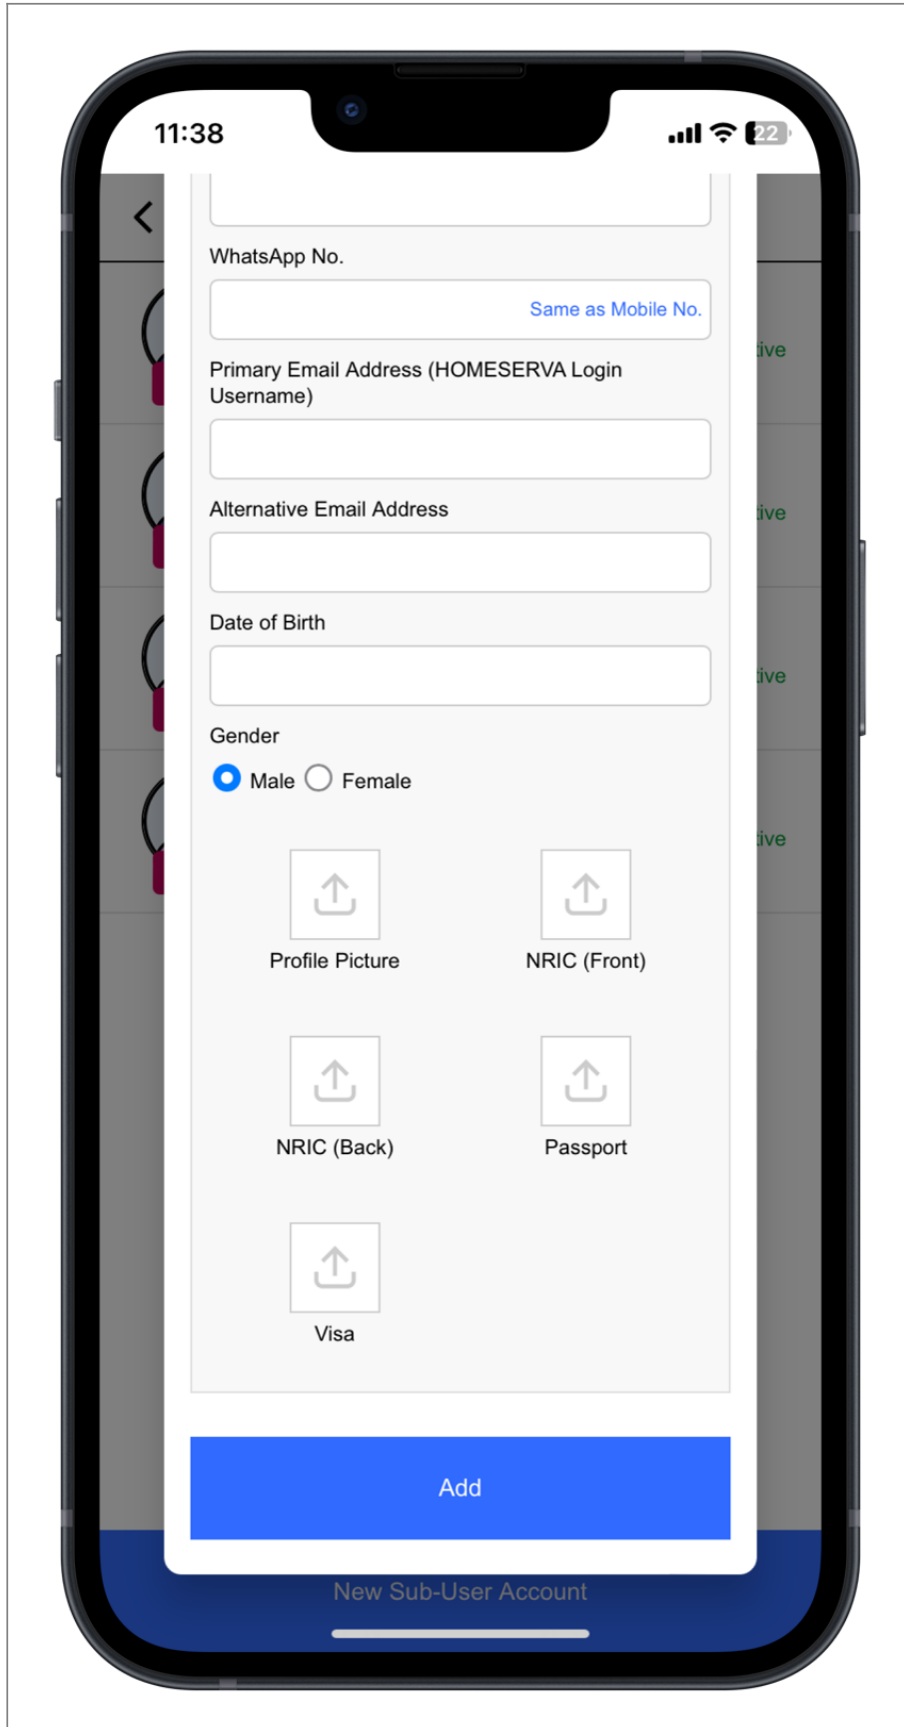 11:38
22
WhatsApp No.
Same as Mobile No.
Primary Email Address (HOMESERVA Login
Username)
Alternative Email Address
Date of Birth
Gender
Male Female
Profile Picture NRIC (Front)
NRIC (Back) Passport
Visa
Add
New Sub-User Account